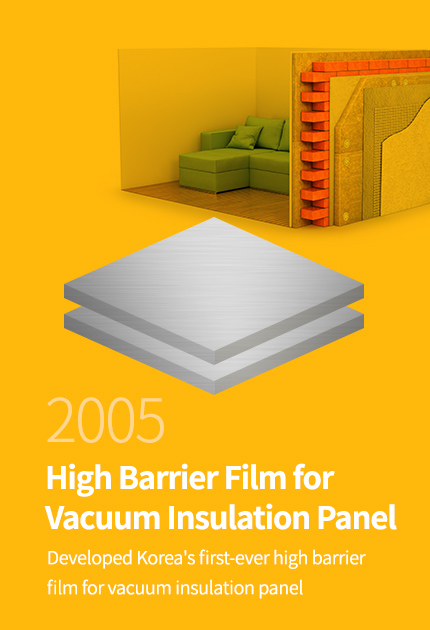 2005
High Barrier Film for
Vacuum Insulation Panel
Developed Korea's first-ever high barrier
film for vacuum insulation panel